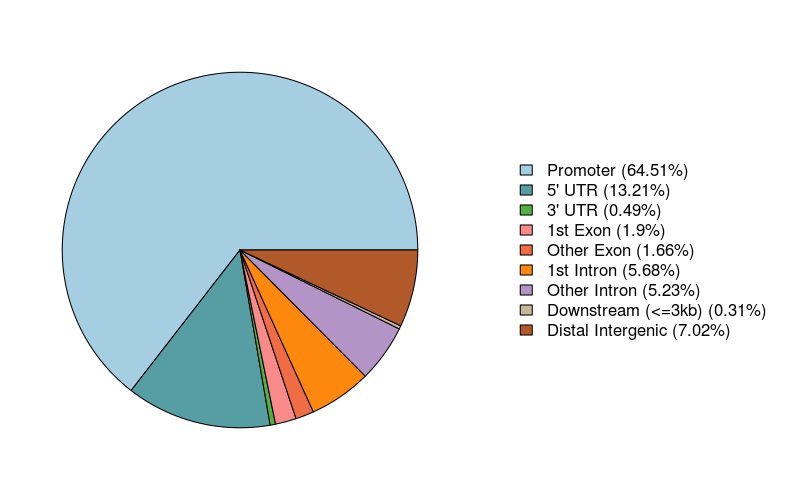 Promoter (64.51%)
5' UTR (13.21%)
3' UTR (0.49%)
1st Exon (1.9%)
Other Exon (1.66%)
1st Intron (5.68%)
Other Intron (5.23%)
Downstream (<=3kb) (0.31%)
Distal Intergenic (7.02%)